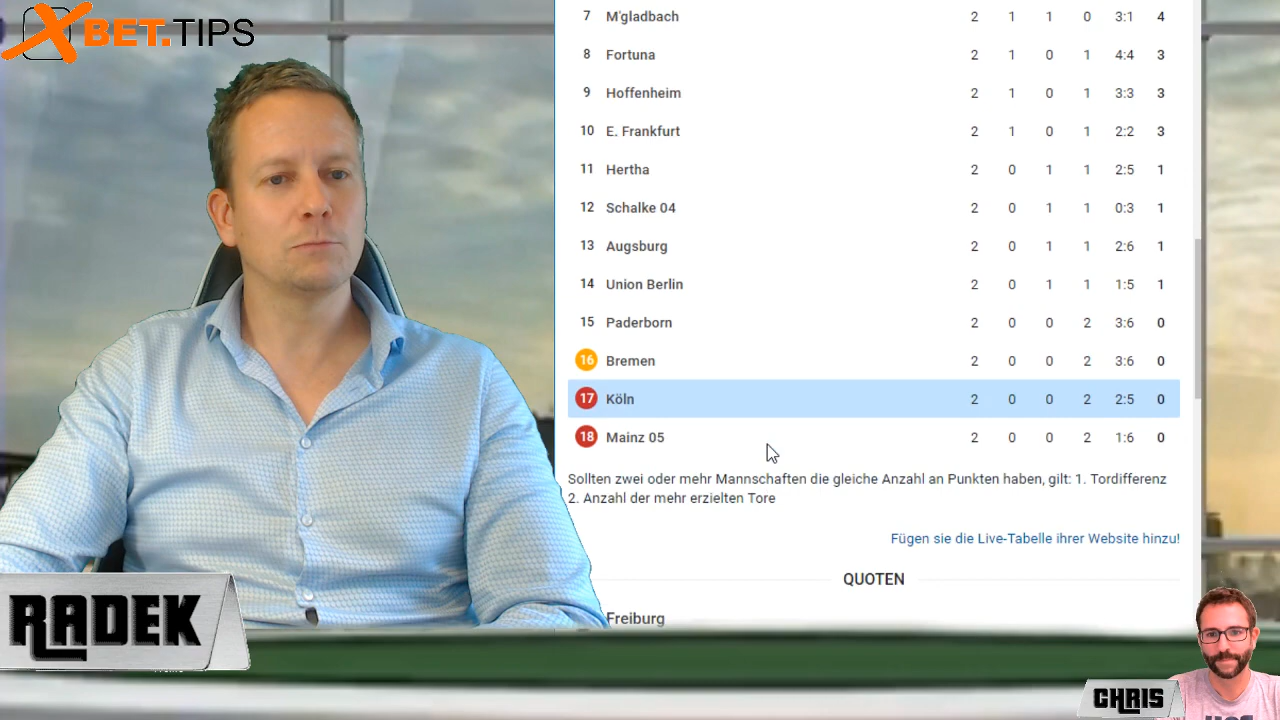 XBET.TIPS
7 M'gladbach 2 1 1 0 3:1 4
8 Fortuna 2 1 0 1 4:4 3
9 Hoffenheim 2 1 0 1 3:3 3
10 E. Frankfurt 2 1 0 1 2:2 3
11 Hertha 2 0 1 1 2:5 1
12 Schalke 04 2 0 1 1 0:3 1
13 Augsburg 2 0 1 1 2:6 1
14 Union Berlin 2 0 1 1 1:5 1
15 Paderborn 2 0 0 2 3:6 0
16 Bremen 2 0 0 2 3:6 0
17 Köln 2 0 0 2 2:5 0
18 Mainz 05 2 0 0 2 1:6 0
Sollten zwei oder mehr Mannschaften die gleiche Anzahl an Punkten haben, gilt: 1. Tordifferenz
2. Anzahl der mehr erzielten Tore
Fügen sie die Live-Tabelle ihrer Website hinzu!
QUOTEN
Freiburg
RADEK
CHRIS